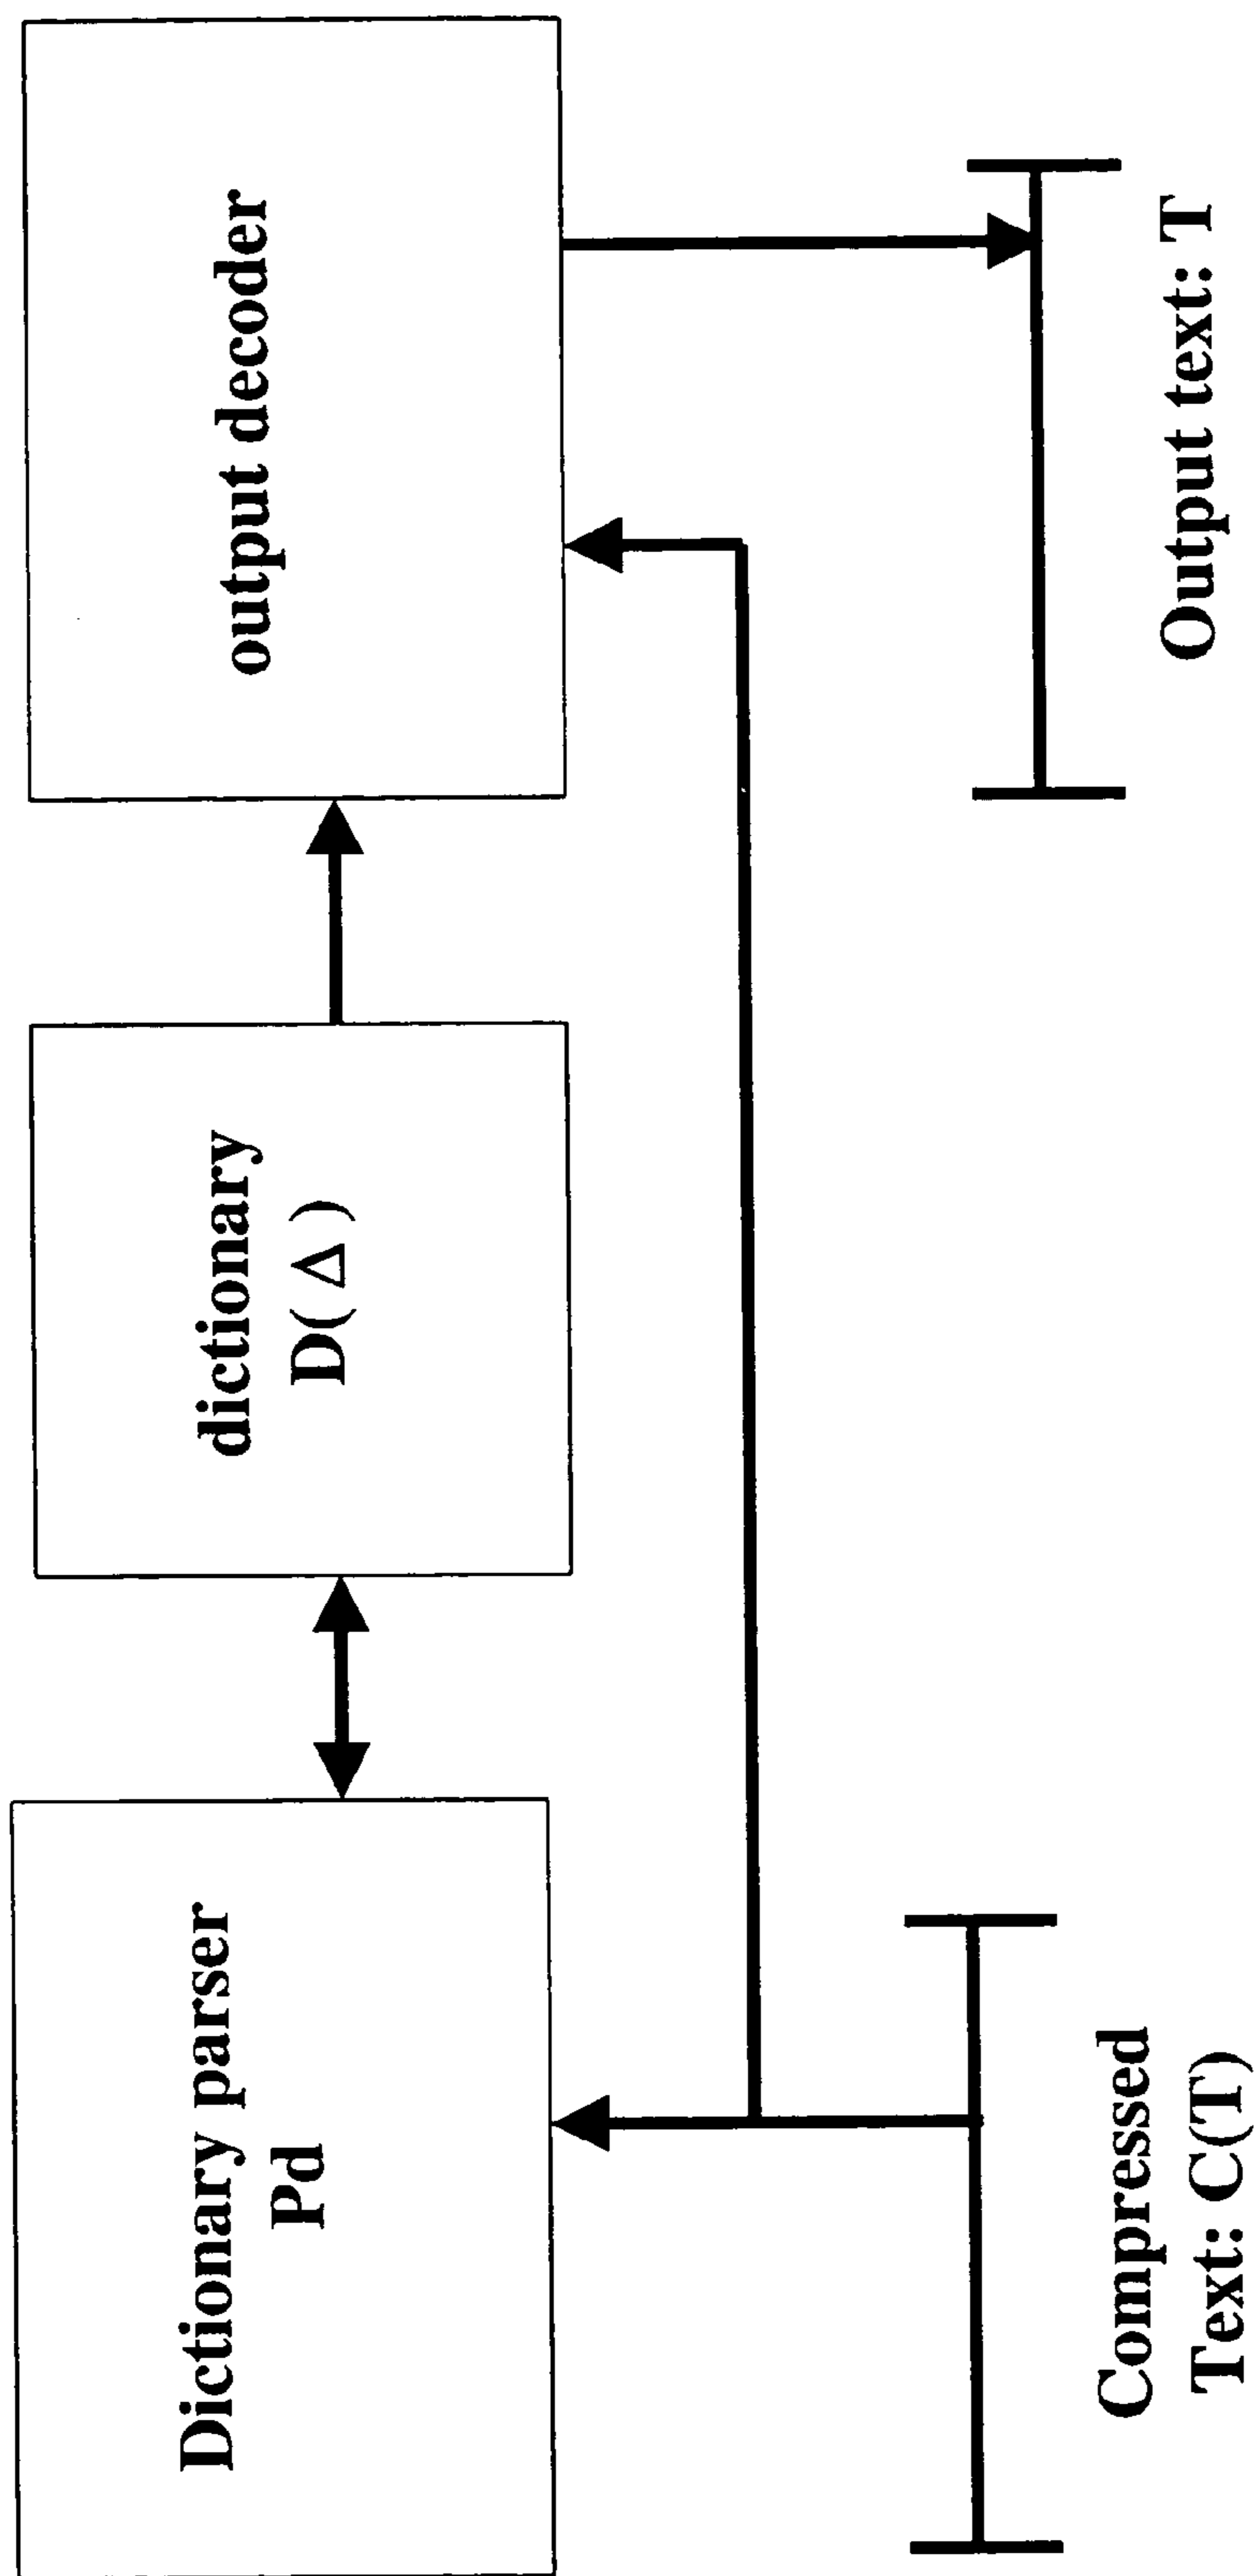 Dictionary parser
Pd
dictionary
D( Δ )
output decoder
Compressed
Text: C(T)
Output text: T